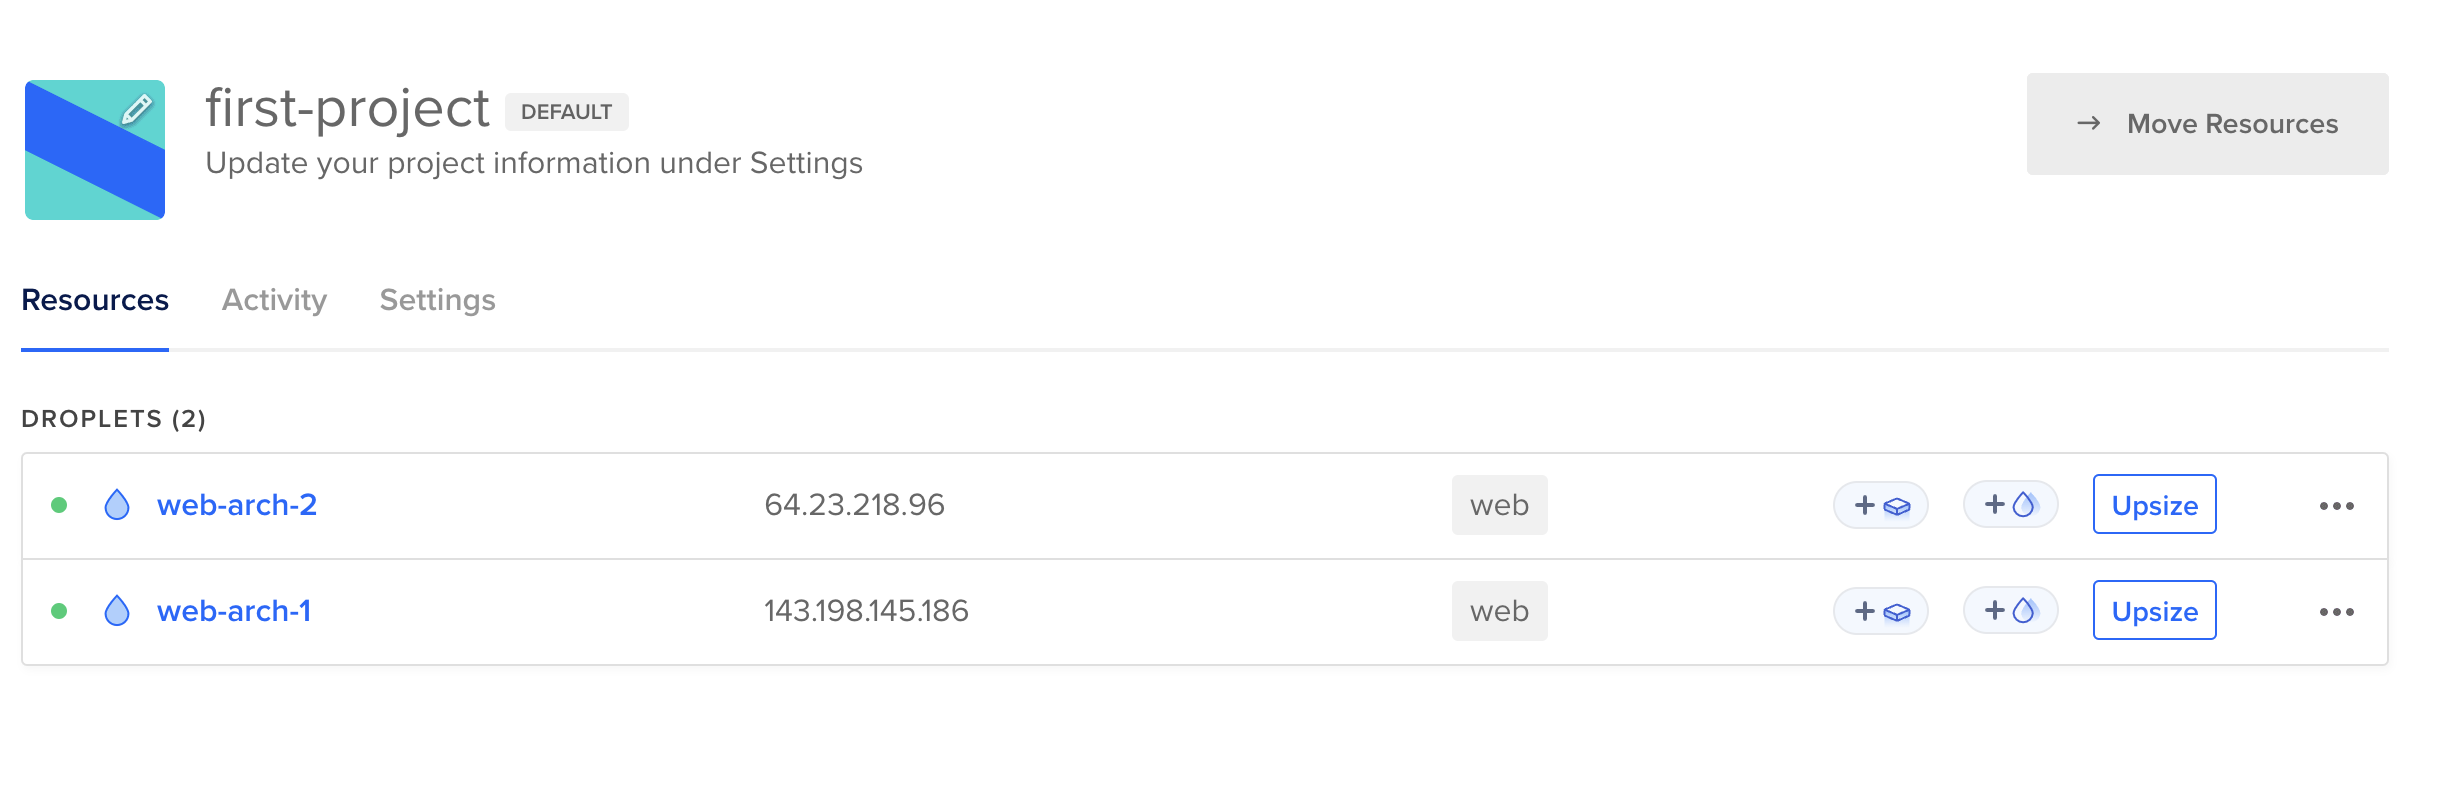 first-project DEFAULT
Update your project information under Settings
→ Move Resources
Resources Activity Settings
DROPLETS (2)
web-arch-2 64.23.218.96 web + + Upsize •••
web-arch-1 143.198.145.186 web + + Upsize •••